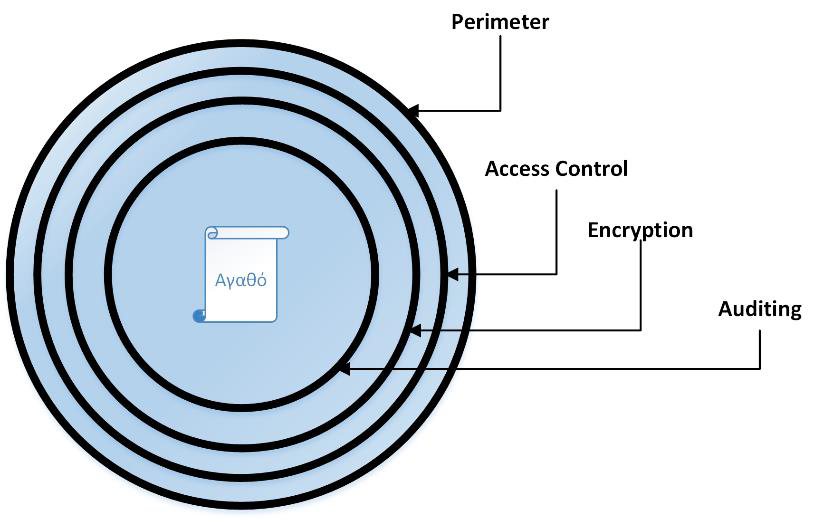 Perimeter
Access Control
Encryption
Αγαθό
Auditing